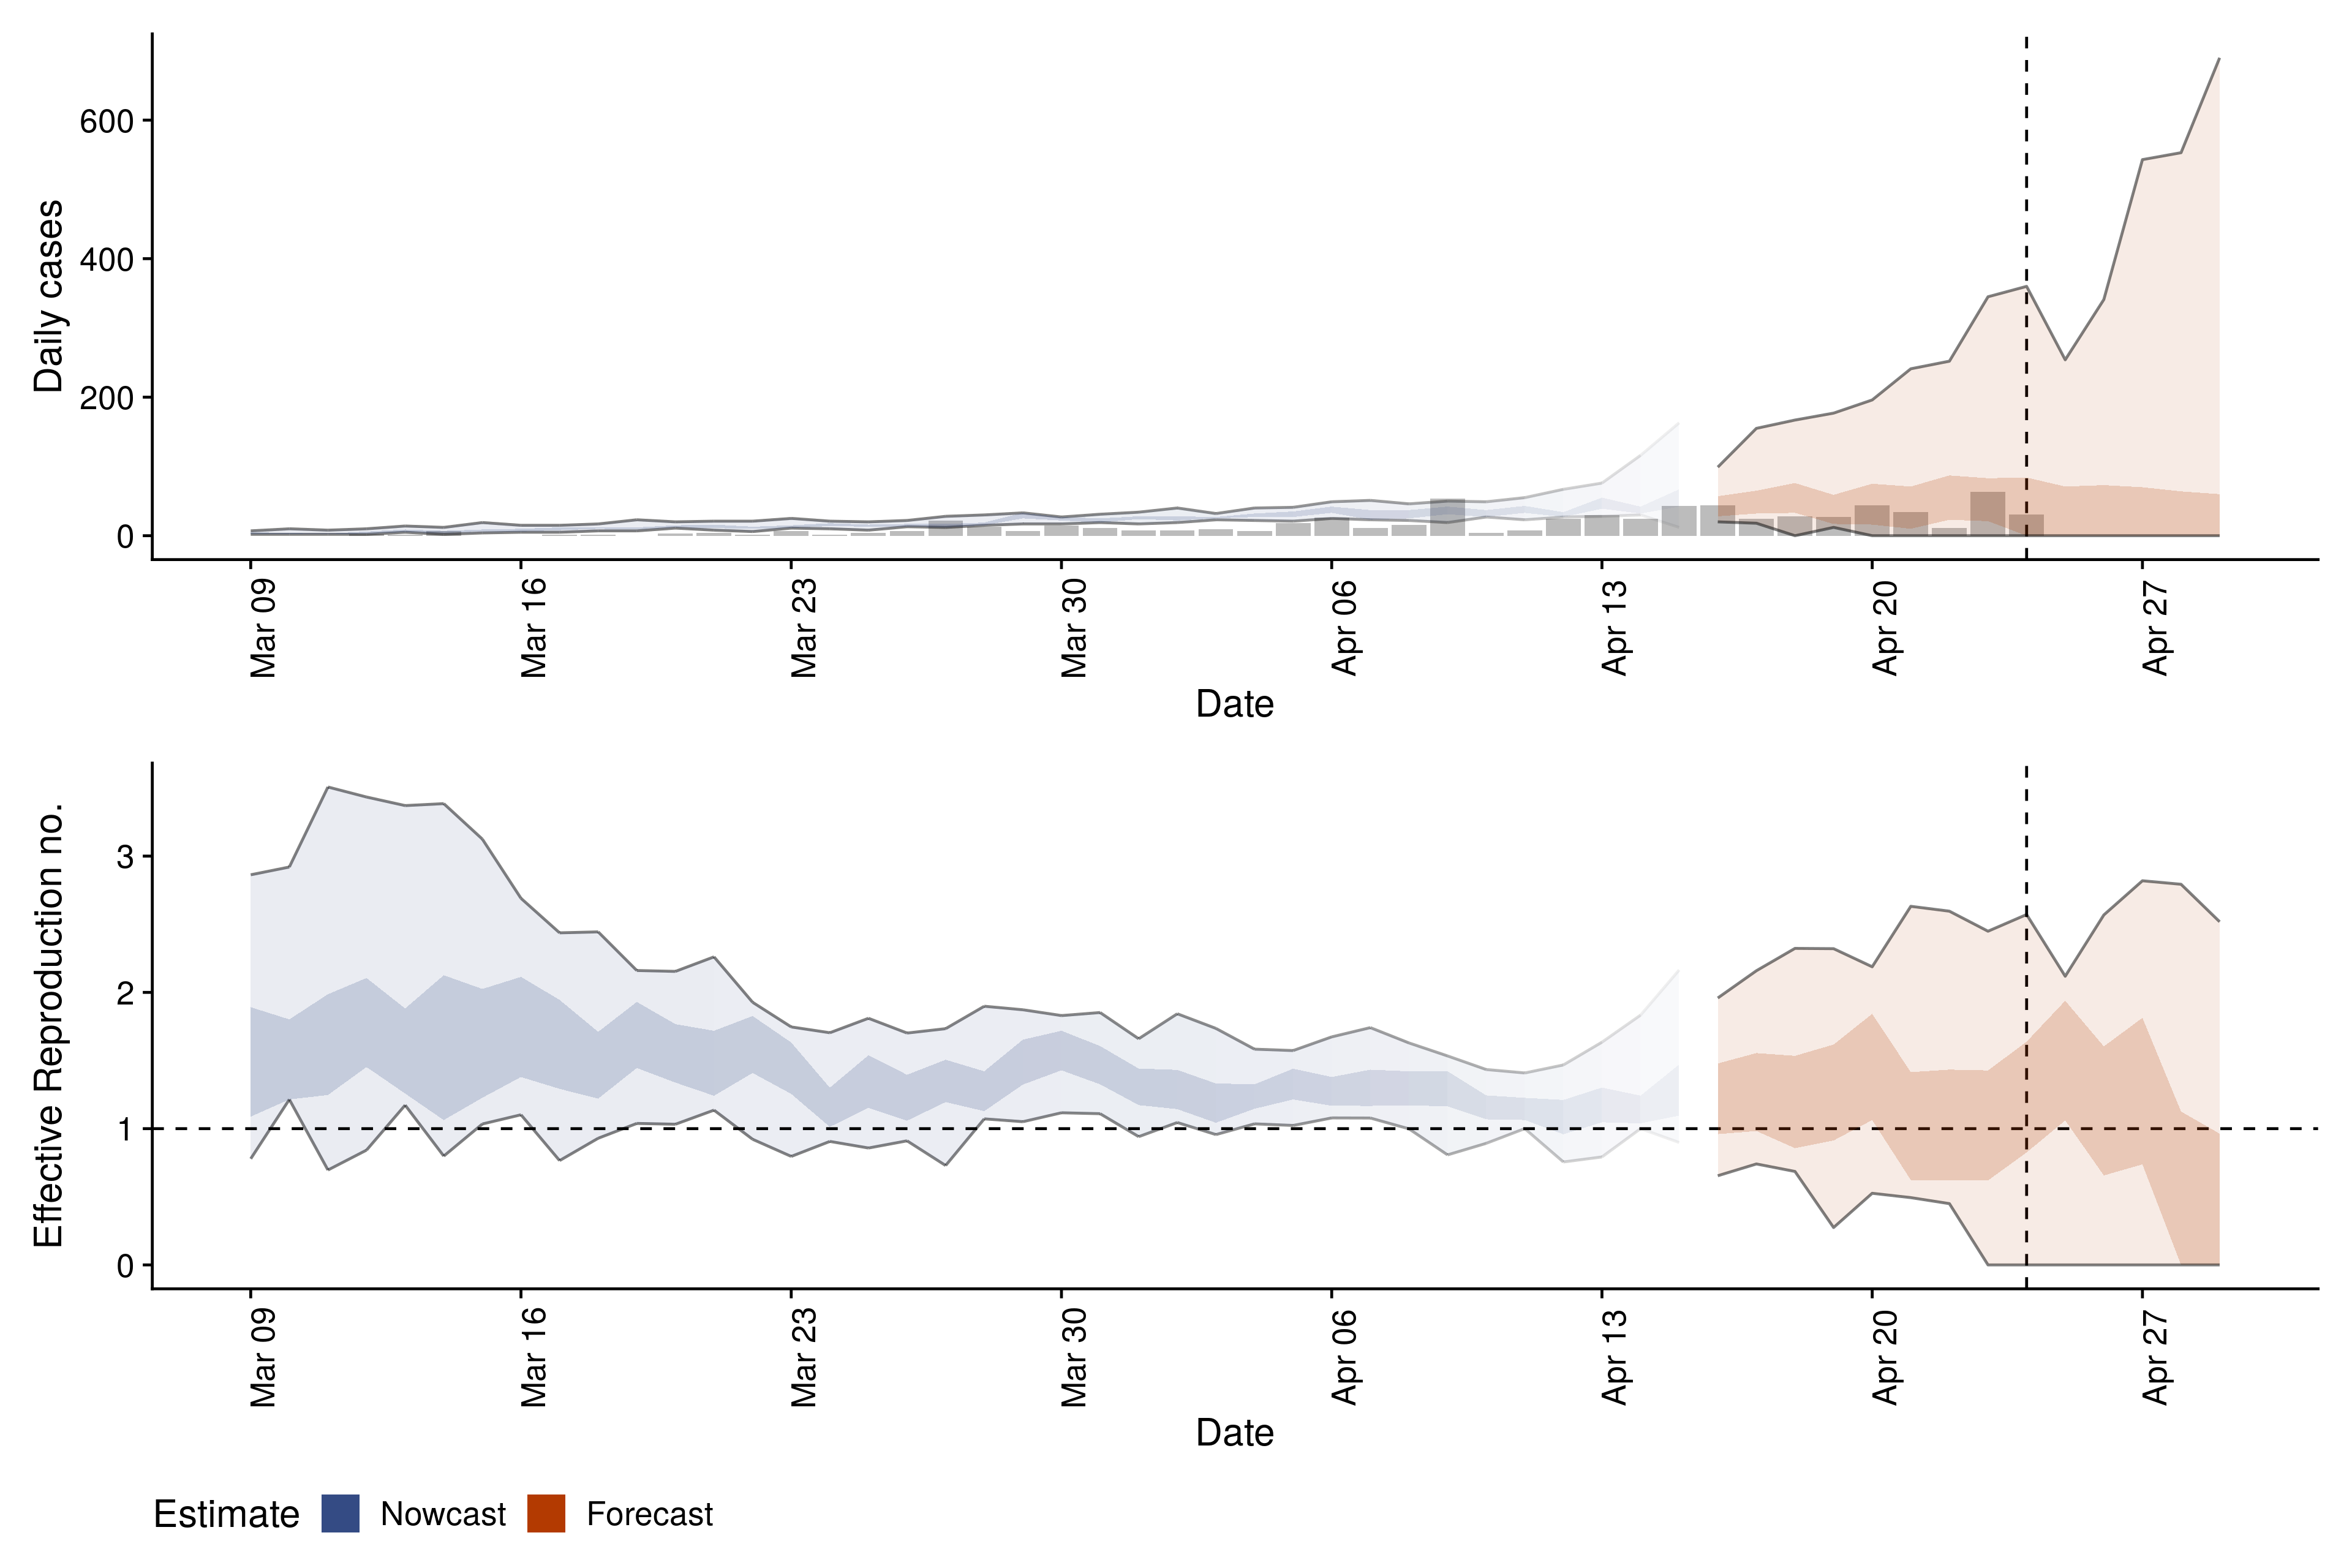 Daily cases
600
400
200
0
Mar 09
Mar 16
Mar 23
Mar 30
Apr 06
Apr 13
Apr 20
Apr 27
Date
Effective Reproduction no.
3
2
1
0
Mar 09
Mar 16
Mar 23
Mar 30
Apr 06
Apr 13
Apr 20
Apr 27
Date
Estimate Nowcast Forecast